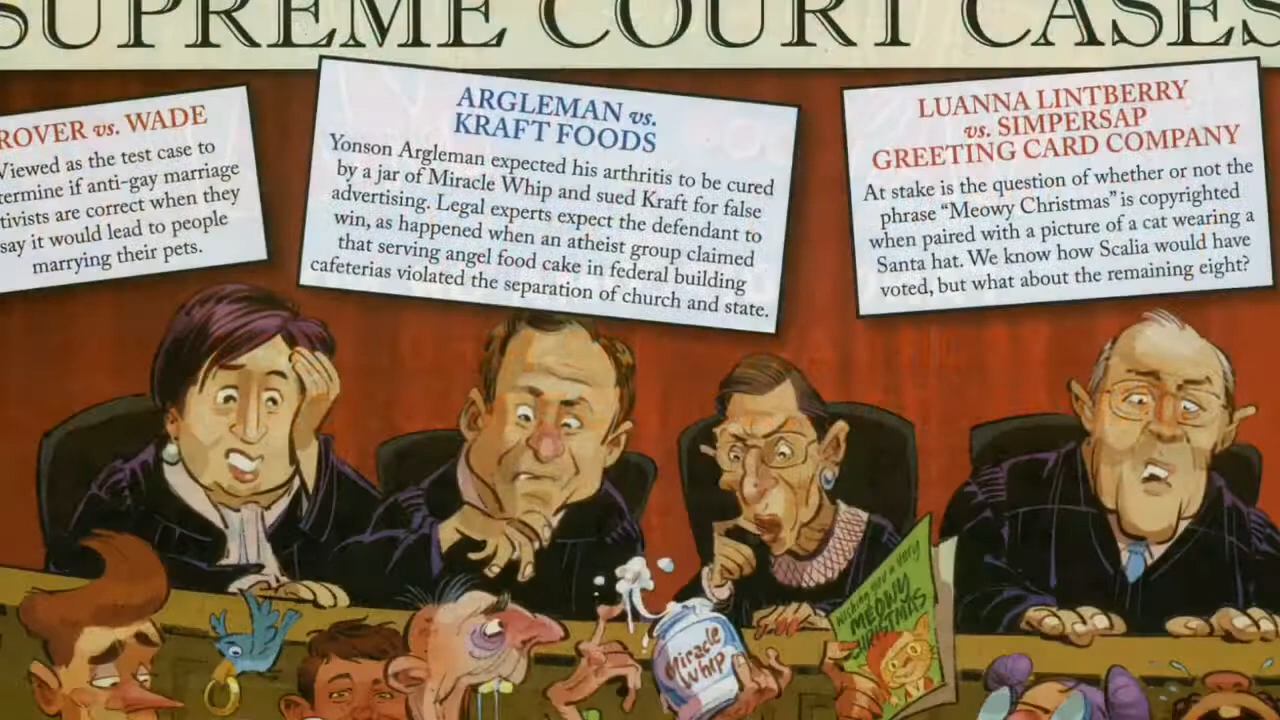 SUPREME COURT CASES
ROVER vs. WADE
Viewed as the test case to
termine if anti-gay marriage
tivists are correct when they
say it would lead to people
marrying their pets.
ARGLEMAN vs.
KRAFT FOODS
Yonson Argleman expected his arthritis to be cured
by a jar of Miracle Whip and sued Kraft for false
advertising. Legal experts expect the defendant to
win, as happened when an atheist group claimed
that serving angel food cake in federal building
cafeterias violated the separation of church and state.
LUANNA LINTBERRY
vs. SIMPERSAP
GREETING CARD COMPANY
At stake is the question of whether or not the
phrase “Meowy Christmas” is copyrighted
when paired with a picture of a cat wearing a
Santa hat. We know how Scalia would have
voted, but what about the remaining eight?
Wishing you a very
MEOWY
CHRISTMAS
Miracle
Whip